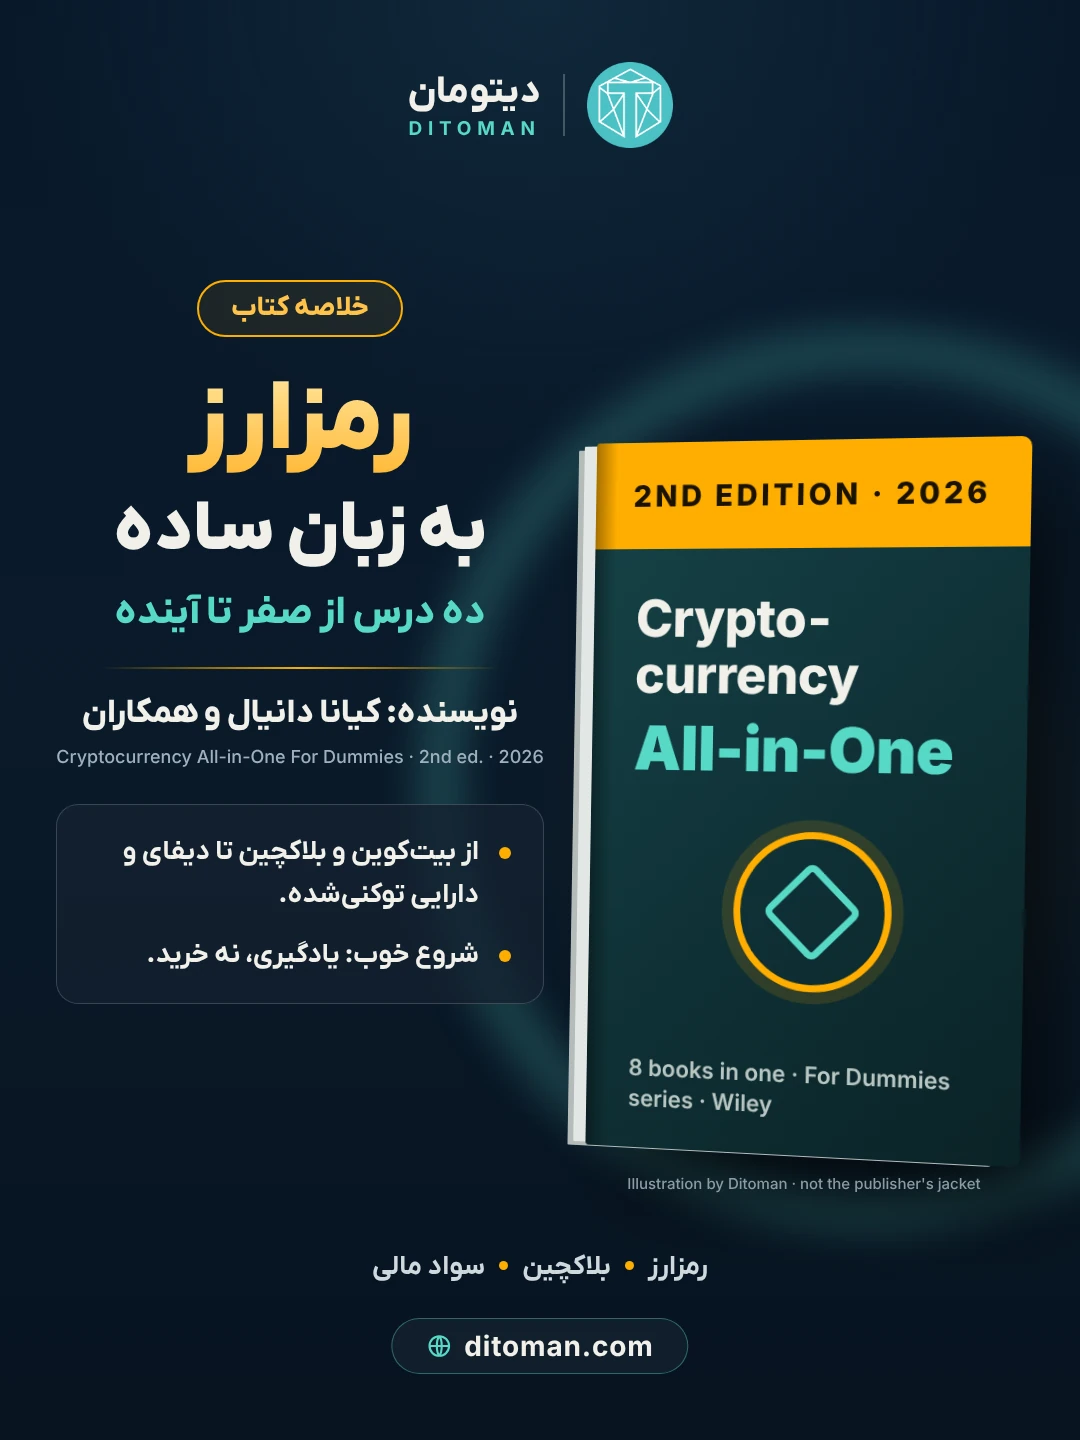 دیتومان
DITOMAN
خلاصه کتاب
رمزارز
به زبان ساده
ده درس از صفر تا آینده
نویسنده: کیانا دانیال و همکاران
Cryptocurrency All-in-One For Dummies · 2nd ed. · 2026
از بیت‌کوین و بلاکچین تا دیفای و
دارایی توکنی‌شده.
شروع خوب: یادگیری، نه خرید.
2ND EDITION · 2026
Crypto-
currency
All-in-One
8 books in one · For Dummies
series · Wiley
Illustration by Ditoman · not the publisher's jacket
رمزارز • بلاکچین • سواد مالی
ditoman.com